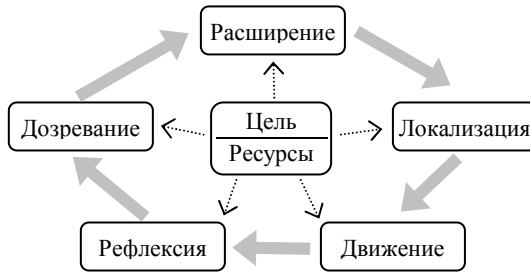 Расширение
Дозревание
Цель
Ресурсы
Локализация
Рефлексия
Движение